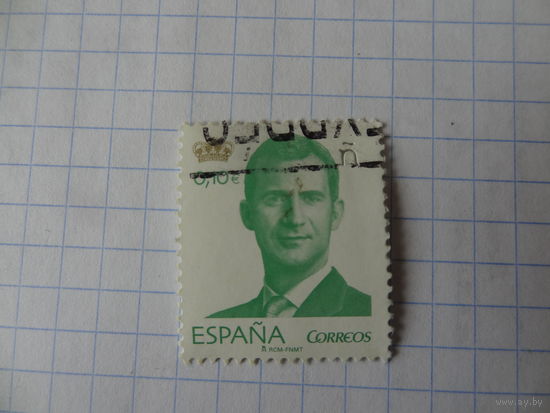 0,10€
ESPAÑA CORREOS
RCM-FNMT
www.ay.by